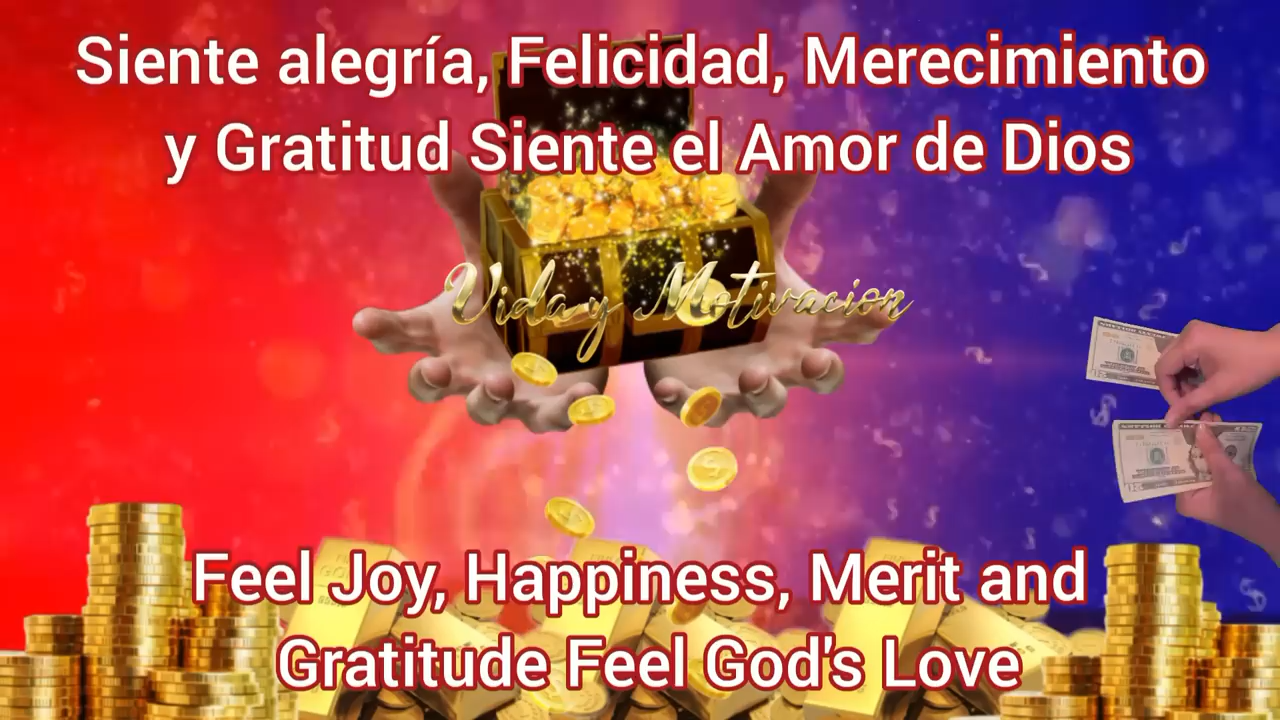 Siente alegría, Felicidad, Merecimiento
y Gratitud Siente el Amor de Dios
Vida y Motivacion
Feel Joy, Happiness, Merit and
Gratitude Feel God's Love